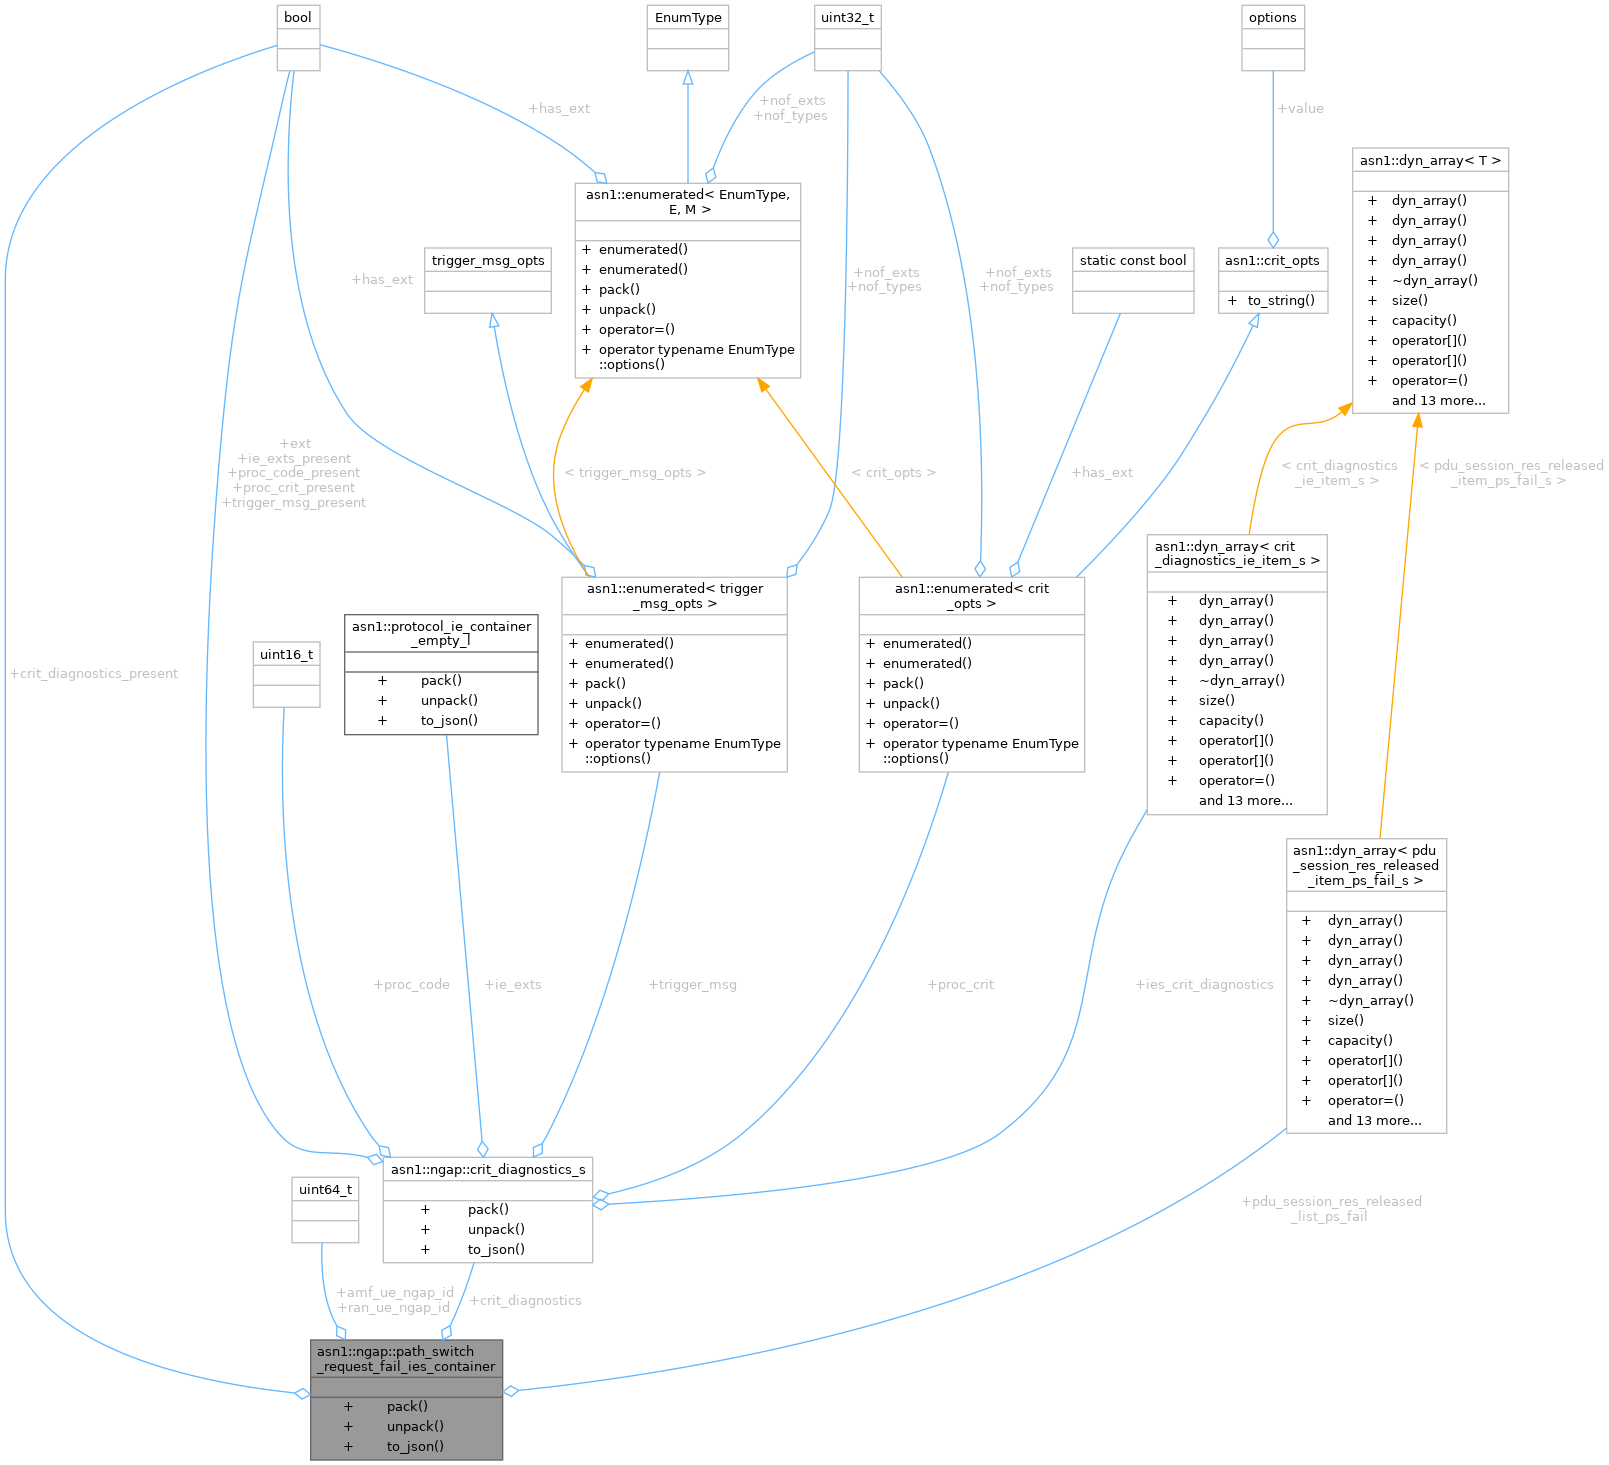 bool
EnumType
uint32_t
options
+has_ext
+nof_exts
+nof_types
+value
asn1::dyn_array< T >
+ dyn_array()
+ dyn_array()
+ dyn_array()
+ dyn_array()
+ ~dyn_array()
+ size()
+ capacity()
+ operator[]()
+ operator[]()
+ operator=()
and 13 more...
asn1::enumerated< EnumType,
E, M >
+ enumerated()
+ enumerated()
+ pack()
+ unpack()
+ operator=()
+ operator typename EnumType
::options()
trigger_msg_opts
static const bool
asn1::crit_opts
+ to_string()
+has_ext
+nof_exts
+nof_types
+nof_exts
+nof_types
+ext
+ie_exts_present
+proc_code_present
+proc_crit_present
+trigger_msg_present
< trigger_msg_opts >
< crit_opts >
+has_ext
< crit_diagnostics
_ie_item_s >
< pdu_session_res_released
_item_ps_fail_s >
asn1::dyn_array< crit
_diagnostics_ie_item_s >
+ dyn_array()
+ dyn_array()
+ dyn_array()
+ dyn_array()
+ ~dyn_array()
+ size()
+ capacity()
+ operator[]()
+ operator[]()
+ operator=()
and 13 more...
asn1::enumerated< trigger
_msg_opts >
+ enumerated()
+ enumerated()
+ pack()
+ unpack()
+ operator=()
+ operator typename EnumType
::options()
asn1::enumerated< crit
_opts >
+ enumerated()
+ enumerated()
+ pack()
+ unpack()
+ operator=()
+ operator typename EnumType
::options()
asn1::protocol_ie_container
_empty_l
+ pack()
+ unpack()
+ to_json()
uint16_t
+crit_diagnostics_present
asn1::dyn_array< pdu
_session_res_released
_item_ps_fail_s >
+ dyn_array()
+ dyn_array()
+ dyn_array()
+ dyn_array()
+ ~dyn_array()
+ size()
+ capacity()
+ operator[]()
+ operator[]()
+ operator=()
and 13 more...
+proc_code
+ie_exts
+trigger_msg
+proc_crit
+ies_crit_diagnostics
asn1::ngap::crit_diagnostics_s
+ pack()
+ unpack()
+ to_json()
uint64_t
+pdu_session_res_released
_list_ps_fail
+amf_ue_ngap_id
+ran_ue_ngap_id
+crit_diagnostics
asn1::ngap::path_switch
_request_fail_ies_container
+ pack()
+ unpack()
+ to_json()